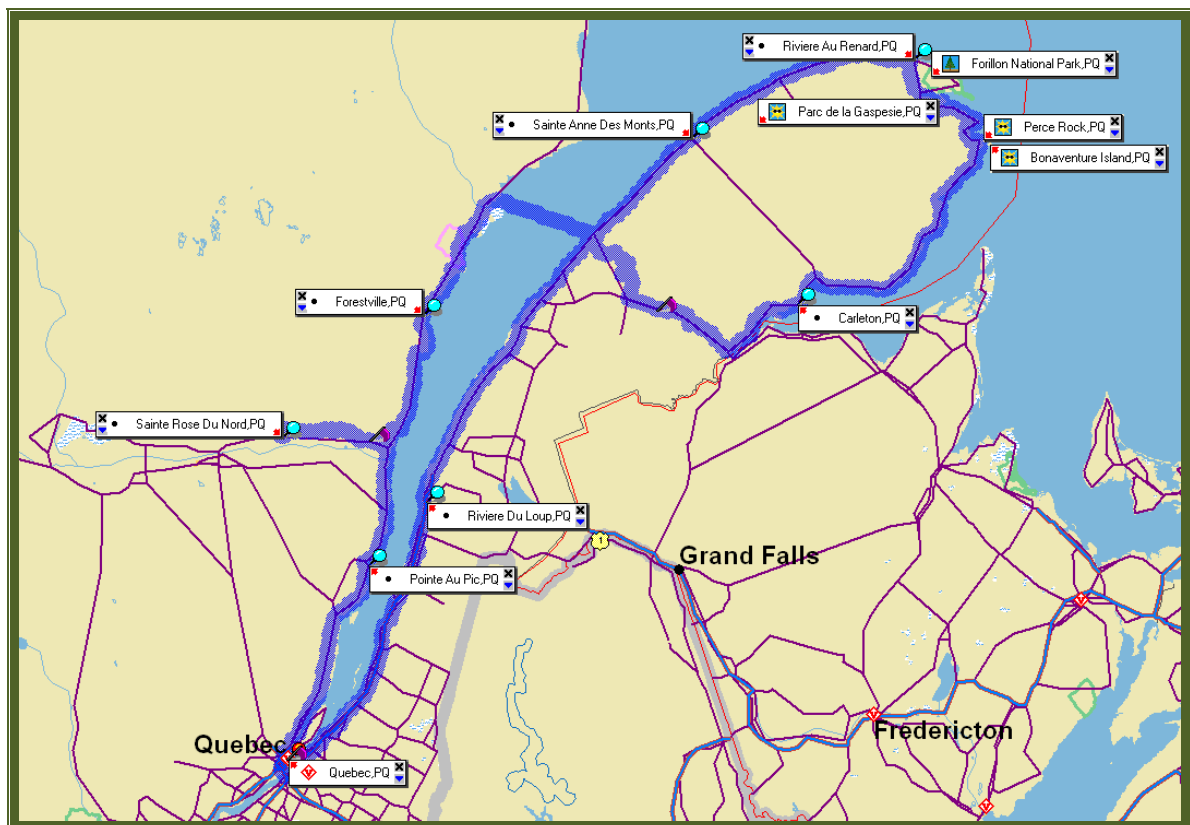 Riviere Au Renard,PQ
Forillon National Park,PQ
Parc de la Gaspesie,PQ
Sainte Anne Des Monts,PQ
Perce Rock,PQ
Bonaventure Island,PQ
Forestville,PQ
Carleton,PQ
Sainte Rose Du Nord,PQ
Riviere Du Loup,PQ
1
Grand Falls
Pointe Au Pic,PQ
Fredericton
Quebec
Quebec,PQ